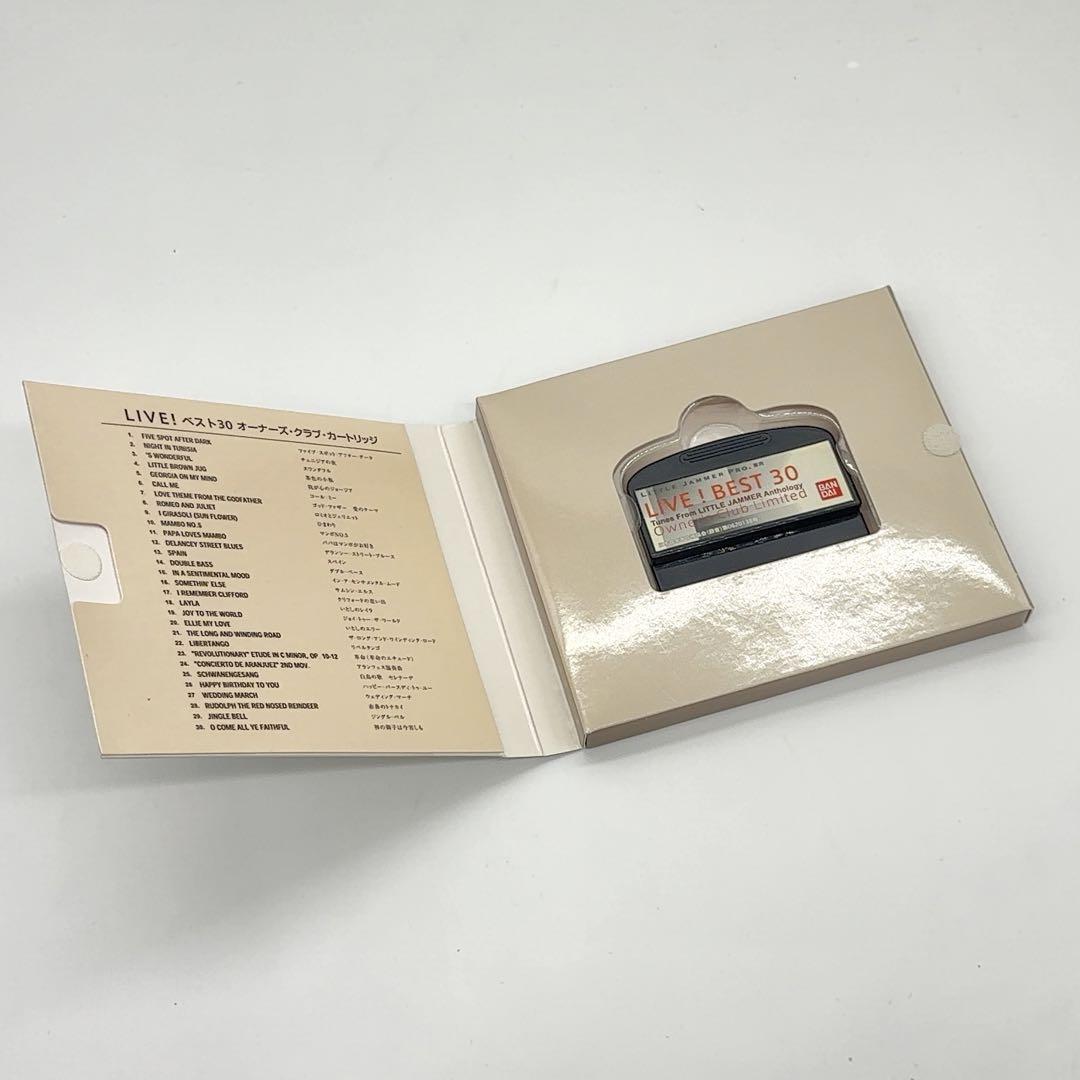 LIVE! ベスト30 オーナーズ・クラブ・カートリッジ
1. FIVE SPOT AFTER DARK ファイブ・スポット・アフター・ダーク
2. NIGHT IN TUNISIA チュニジアの夜
3. 'S WONDERFUL スワンダフル
4. LITTLE BROWN JUG 茶色の小瓶
5. GEORGIA ON MY MIND 我が心のジョージア
6. CALL ME コール・ミー
7. LOVE THEME FROM THE GODFATHER ゴッド・ファザー 愛のテーマ
8. ROMEO AND JULIET ロミオとジュリエット
9. I GIRASOLI (SUN FLOWER) ひまわり
10. MAMBO NO.5 マンボNO.5
11. PAPA LOVES MAMBO パパはマンボがお好き
12. DELANCEY STREET BLUES デランシー・ストリート・ブルース
13. SPAIN スペイン
14. DOUBLE BASS ダブル・ベース
15. IN A SENTIMENTAL MOOD イン・ア・センチメンタル・ムード
16. SOMETHIN' ELSE サムシン・エルス
17. I REMEMBER CLIFFORD クリフォードの思い出
18. LAYLA いとしのレイラ
19. JOY TO THE WORLD ジョイ・トゥー・ザ・ワールド
20. ELLIE MY LOVE いとしのエリー
21. THE LONG AND WINDING ROAD ザ・ロング・アンド・ワインディング・ロード
22. LIBERTANGO リベルタンゴ
23. "REVOLUTIONARY" ETUDE IN C MINOR, OP 10-12 革命(革命のエチュード)
24. "CONCIERTO DE ARANJUEZ" 2ND MOV. アランフェス協奏曲
25. SCHWANENGESANG 白鳥の歌 セレナーデ
26. HAPPY BIRTHDAY TO YOU ハッピー・バースディ・トゥ・ユー
27 WEDDING MARCH ウェディング・マーチ
28. RUDOLPH THE RED NOSED REINDEER 赤鼻のトナカイ
29. JINGLE BELL ジングル・ベル
30. O COME ALL YE FAITHFUL 神の御子は今宵しも
LITTLE JAMMER PRO. 専用
LIVE! BEST 30
Tunes From LITTLE JAMMER Anthology
Owner's Club Limited
BAN
DAI